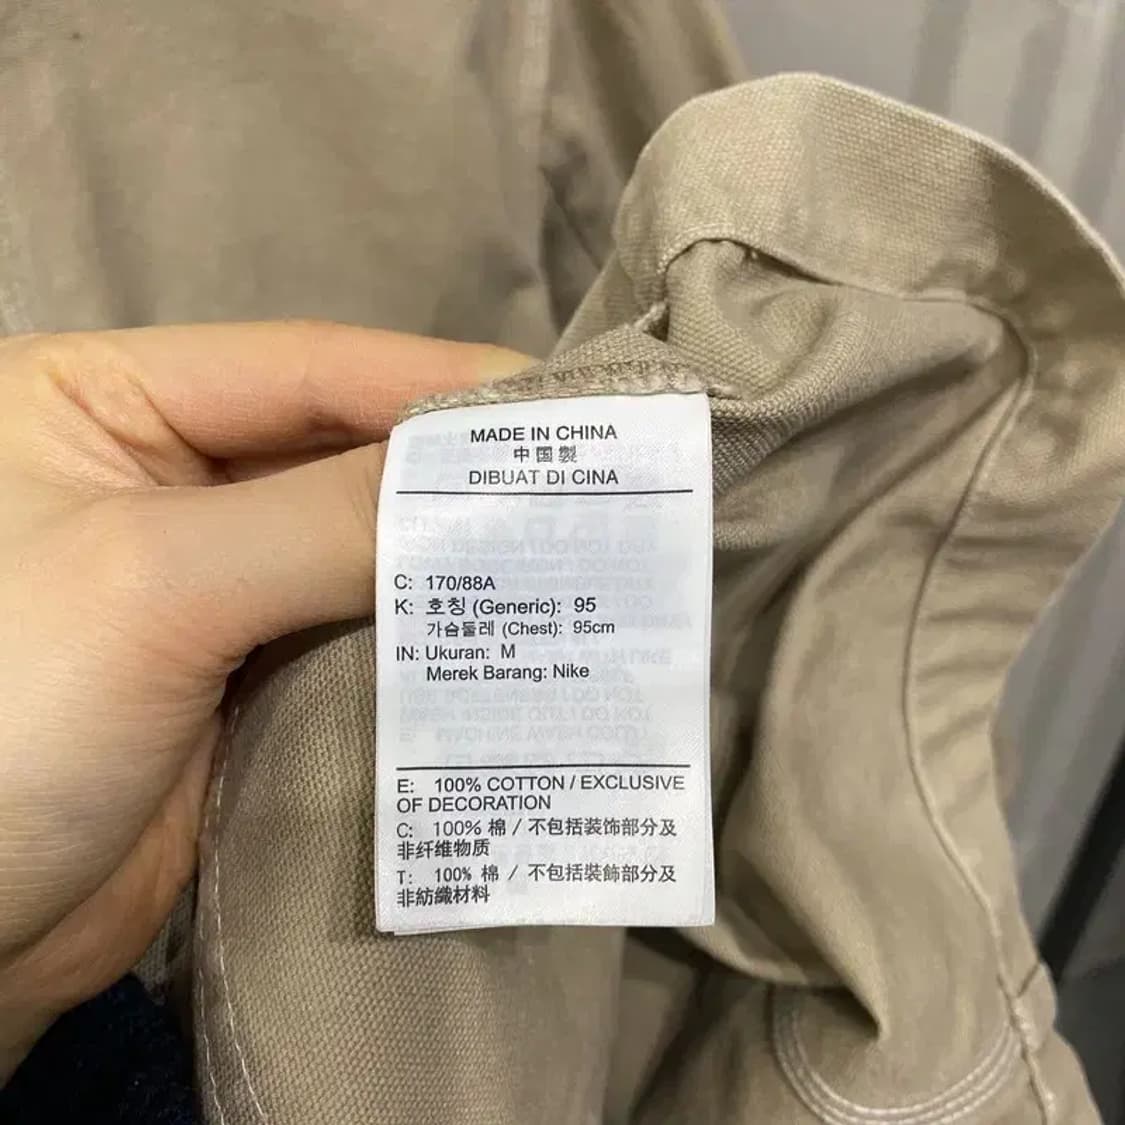 MADE IN CHINA
中国製
DIBUAT DI CINA
C: 170/88A
K: 호칭 (Generic): 95
가슴둘레 (Chest): 95cm
IN: Ukuran: M
Merek Barang: Nike
E: 100% COTTON / EXCLUSIVE
OF DECORATION
C: 100% 棉 / 不包括装饰部分及
非纤维物质
T: 100% 棉 / 不包括裝飾部分及
非紡織材料